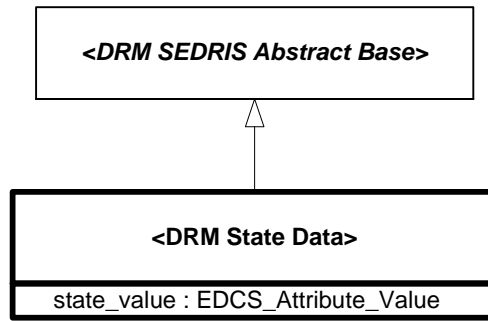 <DRM SEDRIS Abstract Base>
<DRM State Data>
state_value : EDCS_Attribute_Value